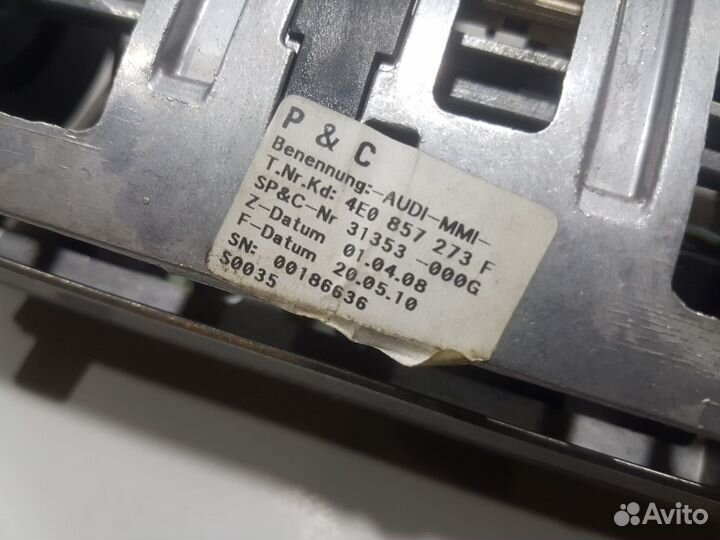 P & C
Benennung:-AUDI-MMI-
T.Nr.Kd: 4E0 857 273 F
SP&C-Nr 31353 -000G
Z-Datum 01.04.08
F-Datum 20.05.10
SN: 00186636
S0035
Avito